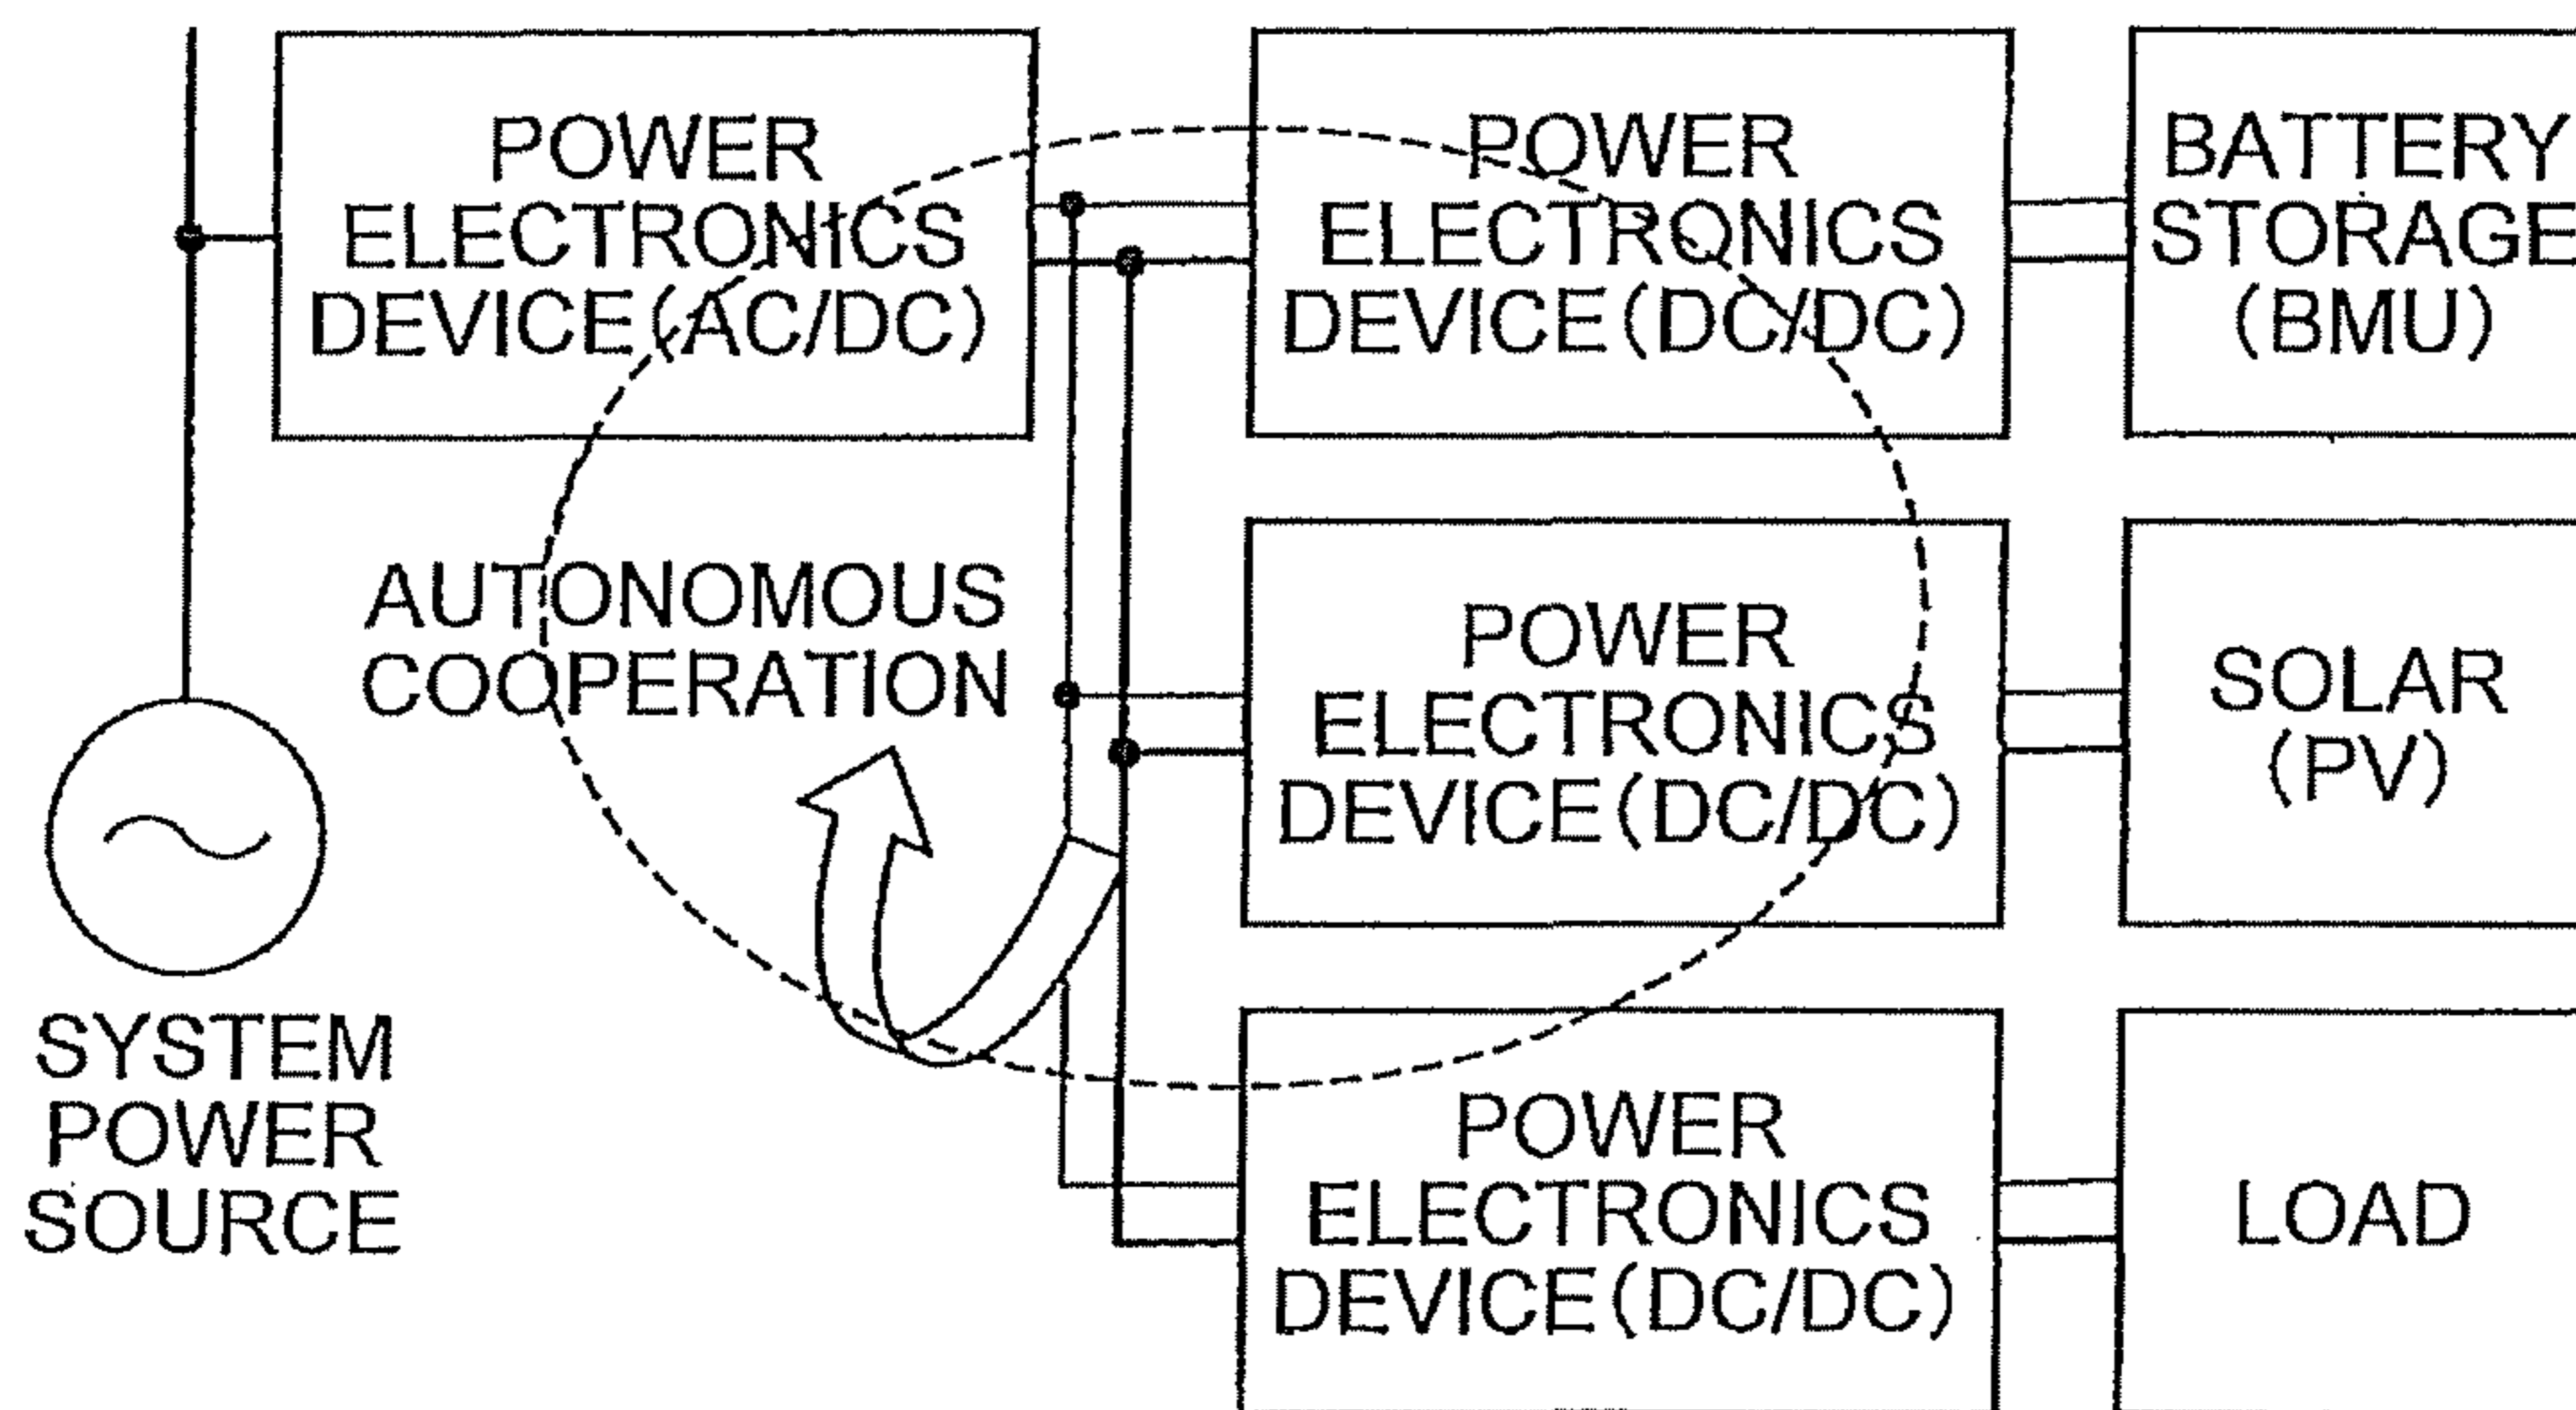 POWER
ELECTRONICS
DEVICE(AC/DC)
POWER
ELECTRONICS
DEVICE(DC/DC)
BATTERY
STORAGE
(BMU)
AUTONOMOUS
COOPERATION
POWER
ELECTRONICS
DEVICE(DC/DC)
SOLAR
(PV)
SYSTEM
POWER
SOURCE
POWER
ELECTRONICS
DEVICE(DC/DC)
LOAD